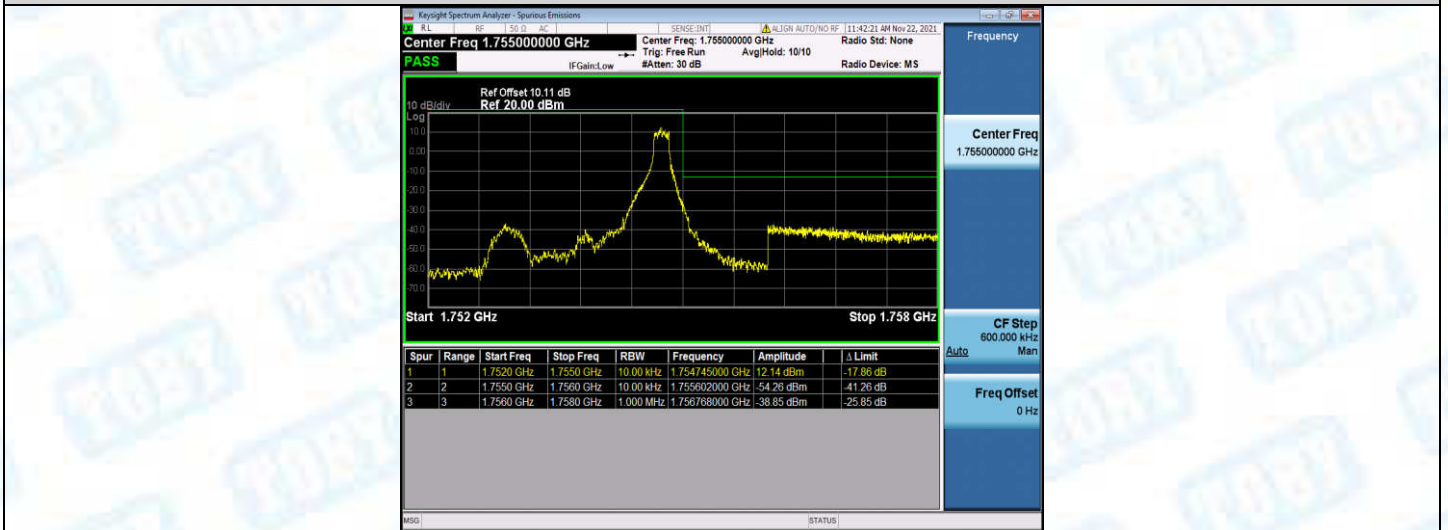 Keysight Spectrum Analyzer - Spurious Emissions
RL RF 50 Ω AC SENSE:INT ALIGN AUTO/NO RF 11:42:21 AM Nov 22, 2021
Center Freq 1.755000000 GHz Center Freq: 1.755000000 GHz Radio Std: None
Trig: Free Run Avg|Hold: 10/10
PASS IFGain:Low #Atten: 30 dB Radio Device: MS
Frequency
Ref Offset 10.11 dB
10 dB/div Ref 20.00 dBm
Log
10.0
0.00
-10.0
-20.0
-30.0
-40.0
-50.0
-60.0
-70.0
Start 1.752 GHz Stop 1.758 GHz
Center Freq
1.755000000 GHz
CF Step
600.000 kHz
Auto Man
Freq Offset
0 Hz
Spur Range Start Freq Stop Freq RBW Frequency Amplitude Δ Limit
1 1 1.7520 GHz 1.7550 GHz 10.00 kHz 1.754745000 GHz 12.14 dBm -17.86 dB
2 2 1.7550 GHz 1.7560 GHz 10.00 kHz 1.755602000 GHz -54.26 dBm -41.26 dB
3 3 1.7560 GHz 1.7580 GHz 1.000 MHz 1.756768000 GHz -38.85 dBm -25.85 dB
MSG STATUS